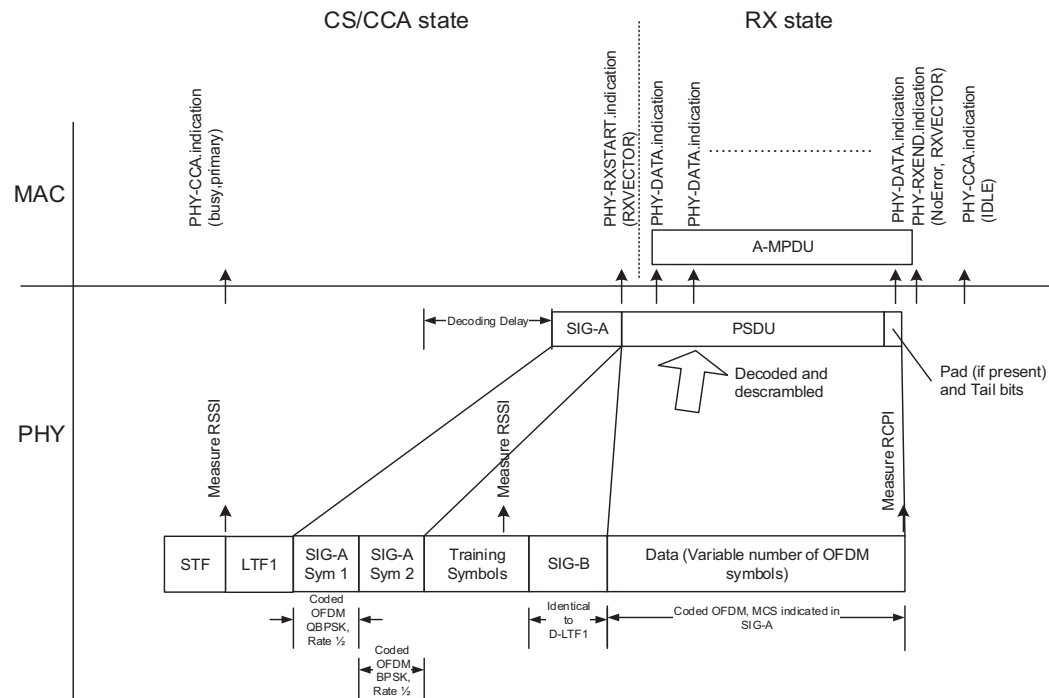 CS/CCA state
RX state
MAC
PHY-CCA.indication
(busy,primary)
PHY-RXSTART.indication
(RXVECTOR)
PHY-DATA.indication
PHY-DATA.indication
PHY-DATA.indication
PHY-RXEND.indication
(NoError, RXVECTOR)
PHY-CCA.indication
(IDLE)
A-MPDU
Decoding Delay
SIG-A
PSDU
Decoded and
descrambled
Pad (if present)
and Tail bits
PHY
Measure RSSI
Measure RSSI
Measure RCPI
STF
LTF1
SIG-A
Sym 1
SIG-A
Sym 2
Training
Symbols
SIG-B
Data (Variable number of OFDM
symbols)
Coded
OFDM
QBPSK,
Rate ½
Coded
OFDM
BPSK,
Rate ½
Identical
to
D-LTF1
Coded OFDM, MCS indicated in
SIG-A